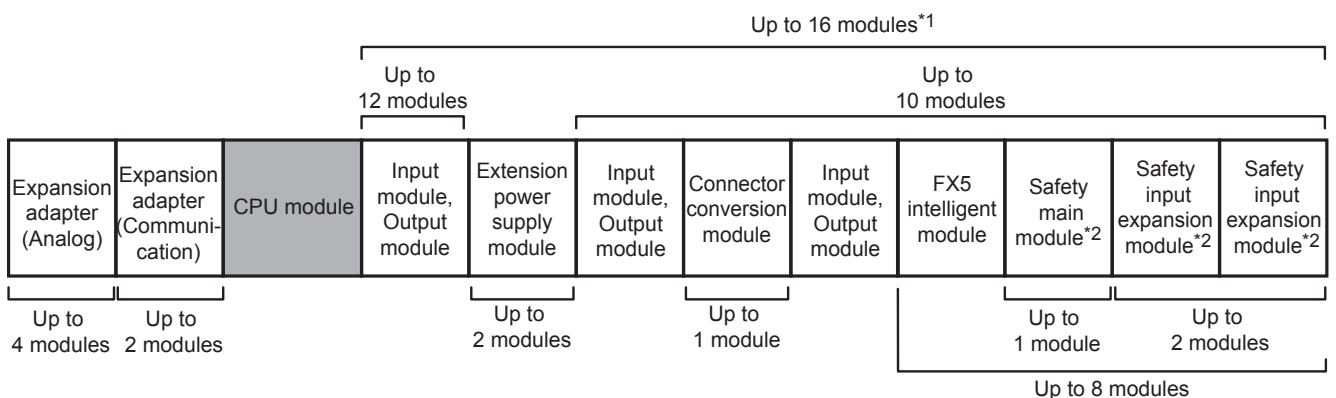 Up to 16 modules*1
Up to
12 modules
Up to
10 modules
Expansion
adapter
(Analog)
Expansion
adapter
(Communi-
cation)
CPU module
Input
module,
Output
module
Extension
power
supply
module
Input
module,
Output
module
Connector
conversion
module
Input
module,
Output
module
FX5
intelligent
module
Safety
main
module*2
Safety
input
expansion
module*2
Safety
input
expansion
module*2
Up to
4 modules
Up to
2 modules
Up to
2 modules
Up to
1 module
Up to
1 module
Up to
2 modules
Up to 8 modules